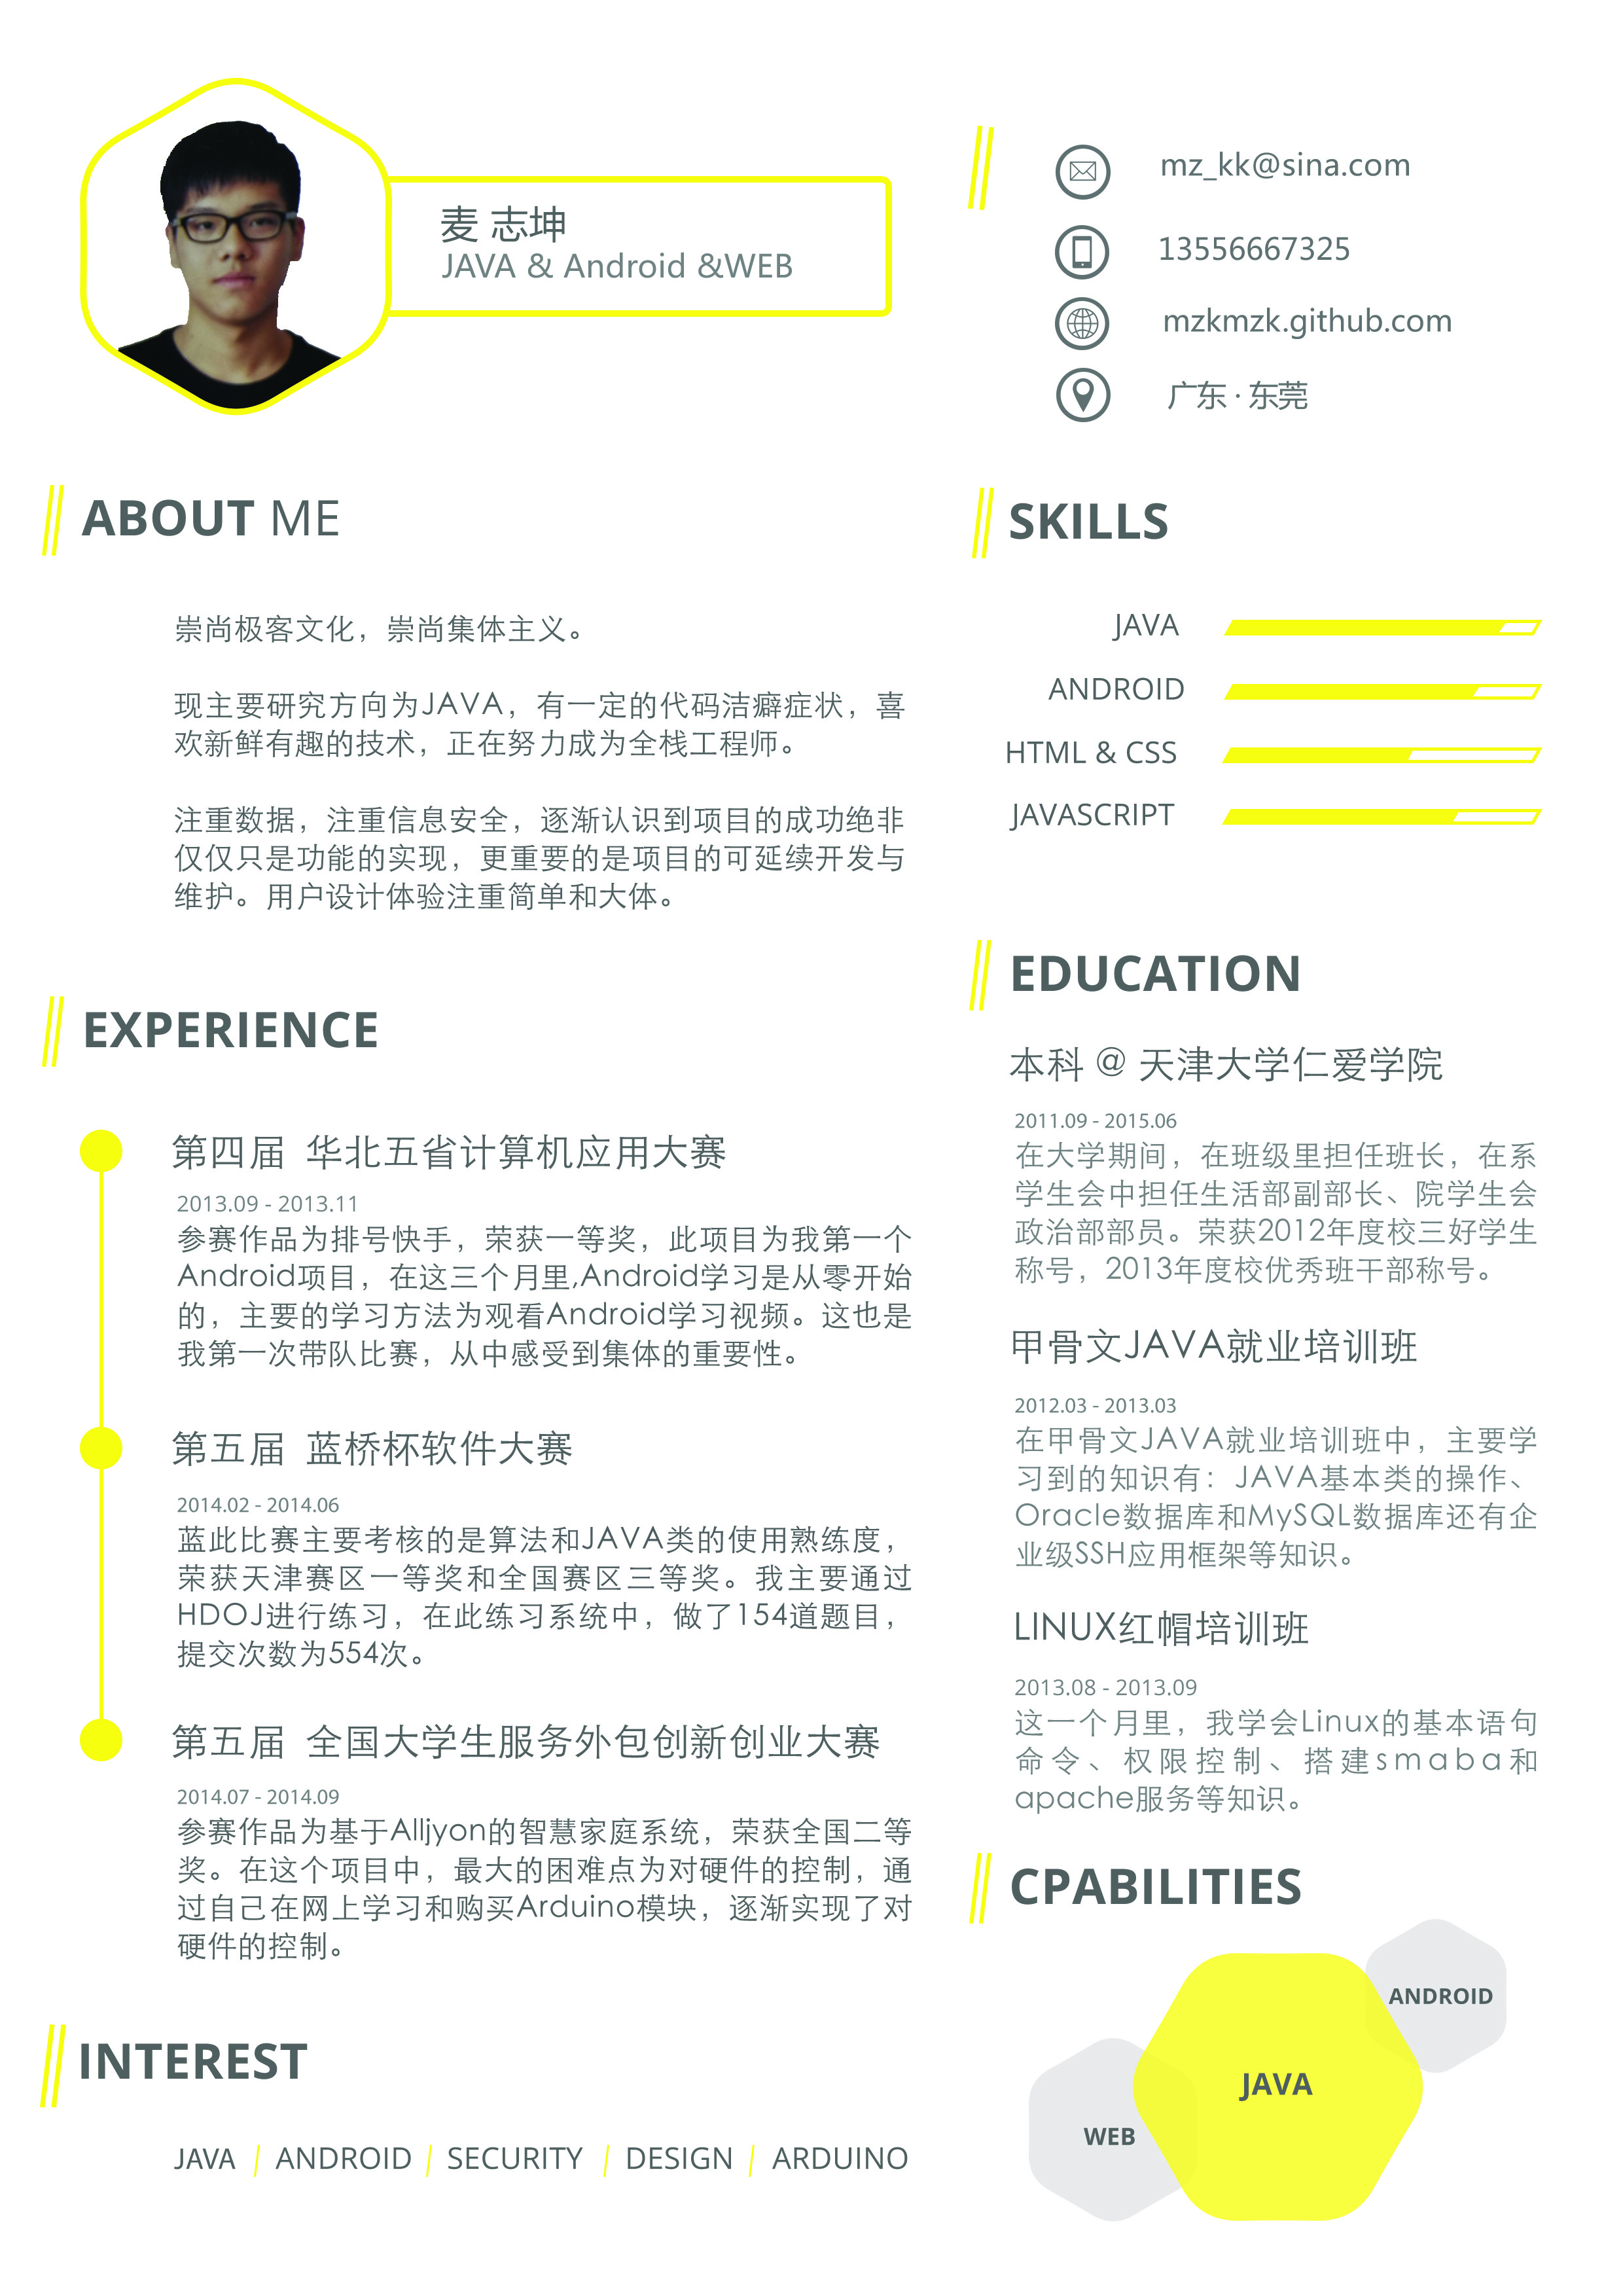 麦 志坤
JAVA & Android &WEB
mz_kk@sina.com
13556667325
mzkmzk.github.com
广东·东莞
ABOUT ME
崇尚极客文化，崇尚集体主义。
现主要研究方向为JAVA，有一定的代码洁癖症状，喜
欢新鲜有趣的技术，正在努力成为全栈工程师。
注重数据，注重信息安全，逐渐认识到项目的成功绝非
仅仅只是功能的实现，更重要的是项目的可延续开发与
维护。用户设计体验注重简单和大体。
EXPERIENCE
第四届 华北五省计算机应用大赛
2013.09 - 2013.11
参赛作品为排号快手，荣获一等奖，此项目为我第一个
Android项目，在这三个月里,Android学习是从零开始
的，主要的学习方法为观看Android学习视频。这也是
我第一次带队比赛，从中感受到集体的重要性。
第五届 蓝桥杯软件大赛
2014.02 - 2014.06
蓝此比赛主要考核的是算法和JAVA类的使用熟练度，
荣获天津赛区一等奖和全国赛区三等奖。我主要通过
HDOJ进行练习，在此练习系统中，做了154道题目，
提交次数为554次。
第五届 全国大学生服务外包创新创业大赛
2014.07 - 2014.09
参赛作品为基于Alljyon的智慧家庭系统，荣获全国二等
奖。在这个项目中，最大的困难点为对硬件的控制，通
过自己在网上学习和购买Arduino模块，逐渐实现了对
硬件的控制。
INTEREST
JAVA / ANDROID / SECURITY / DESIGN / ARDUINO
SKILLS
JAVA
ANDROID
HTML & CSS
JAVASCRIPT
EDUCATION
本科 @ 天津大学仁爱学院
2011.09 - 2015.06
在大学期间，在班级里担任班长，在系
学生会中担任生活部副部长、院学生会
政治部部员。荣获2012年度校三好学生
称号，2013年度校优秀班干部称号。
甲骨文JAVA就业培训班
2012.03 - 2013.03
在甲骨文JAVA就业培训班中，主要学
习到的知识有：JAVA基本类的操作、
Oracle数据库和MySQL数据库还有企
业级SSH应用框架等知识。
LINUX红帽培训班
2013.08 - 2013.09
这一个月里，我学会Linux的基本语句
命令、权限控制、搭建smaba和
apache服务等知识。
CPABILITIES
ANDROID
JAVA
WEB